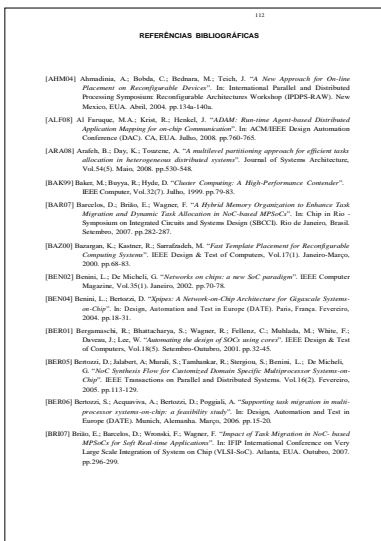 112
REFERÊNCIAS BIBLIOGRÁFICAS
[AHM04] Ahmadinia, A.; Bobda, C.; Bednara, M.; Teich, J. “A New Approach for On-line
Placement on Reconfigurable Devices”. In: International Parallel and Distributed
Processing Symposium: Reconfigurable Architectures Workshop (IPDPS-RAW). New
Mexico, EUA. Abril, 2004. pp.134a-140a.
[ALF08] Al Faruque, M.A.; Krist, R.; Henkel, J. “ADAM: Run-time Agent-based Distributed
Application Mapping for on-chip Communication”. In: ACM/IEEE Design Automation
Conference (DAC). CA, EUA. Julho, 2008. pp.760-765.
[ARA08] Arafeh, B.; Day, K.; Touzene, A. “A multilevel partitioning approach for efficient tasks
allocation in heterogeneous distributed systems”. Journal of Systems Architecture,
Vol.54(5). Maio, 2008. pp.530-548.
[BAK99] Baker, M.; Buyya, R.; Hyde, D. “Cluster Computing: A High-Performance Contender”.
IEEE Computer, Vol.32(7). Julho, 1999. pp.79-83.
[BAR07] Barcelos, D.; Brião, E.; Wagner, F. “A Hybrid Memory Organization to Enhance Task
Migration and Dynamic Task Allocation in NoC-based MPSoCs”. In: Chip in Rio -
Symposium on Integrated Circuits and Systems Design (SBCCI). Rio de Janeiro, Brasil.
Setembro, 2007. pp.282-287.
[BAZ00] Bazargan, K.; Kastner, R.; Sarrafzadeh, M. “Fast Template Placement for Reconfigurable
Computing Systems”. IEEE Design & Test of Computers, Vol.17(1). Janeiro-Março,
2000. pp.68-83.
[BEN02] Benini, L.; De Micheli, G. “Networks on chips: a new SoC paradigm”. IEEE Computer
Magazine, Vol.35(1). Janeiro, 2002. pp.70-78.
[BEN04] Benini, L.; Bertozzi, D. “Xpipes: A Network-on-Chip Architecture for Gigascale Systems-
on-Chip”. In: Design, Automation and Test in Europe (DATE). Paris, França. Fevereiro,
2004. pp.18-31.
[BER01] Bergamaschi, R.; Bhattacharya, S.; Wagner, R.; Fellenz, C.; Muhlada, M.; White, F.;
Daveau, J.; Lee, W. “Automating the design of SOCs using cores”. IEEE Design & Test
of Computers, Vol.18(5). Setembro-Outubro, 2001. pp.32-45.
[BER05] Bertozzi, D.; Jalabert, A; Murali, S.; Tamhankar, R.; Stergiou, S.; Benini, L.; De Micheli,
G. “NoC Synthesis Flow for Customized Domain Specific Multiprocessor Systems-on-
Chip”. IEEE Transactions on Parallel and Distributed Systems. Vol.16(2). Fevereiro,
2005. pp.113-129.
[BER06] Bertozzi, S.; Acquaviva, A.; Bertozzi, D.; Poggiali, A. “Supporting task migration in multi-
processor systems-on-chip: a feasibility study”. In: Design, Automation and Test in
Europe (DATE). Munich, Alemanha. Março, 2006. pp.15-20.
[BRI07] Brião, E.; Barcelos, D.; Wronski, F.; Wagner, F. “Impact of Task Migration in NoC- based
MPSoCs for Soft Real-time Applications”. In: IFIP International Conference on Very
Large Scale Integration of System on Chip (VLSI-SoC). Atlanta, EUA. Outubro, 2007.
pp.296-299.